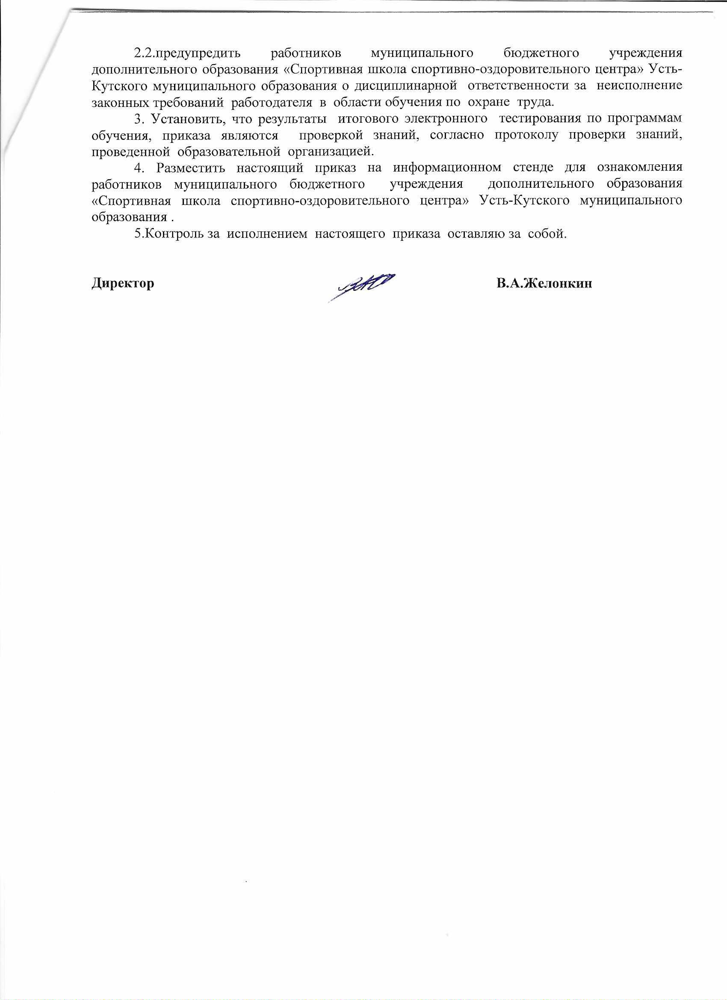 2.2.предупредить работников муниципального бюджетного учреждения
дополнительного образования «Спортивная школа спортивно-оздоровительного центра» Усть-
Кутского муниципального образования о дисциплинарной ответственности за неисполнение
законных требований работодателя в области обучения по охране труда.
3. Установить, что результаты итогового электронного тестирования по программам
обучения, приказа являются проверкой знаний, согласно протоколу проверки знаний,
проведенной образовательной организацией.
4. Разместить настоящий приказ на информационном стенде для ознакомления
работников муниципального бюджетного учреждения дополнительного образования
«Спортивная школа спортивно-оздоровительного центра» Усть-Кутского муниципального
образования .
5.Контроль за исполнением настоящего приказа оставляю за собой.
Директор В.А.Желонкин